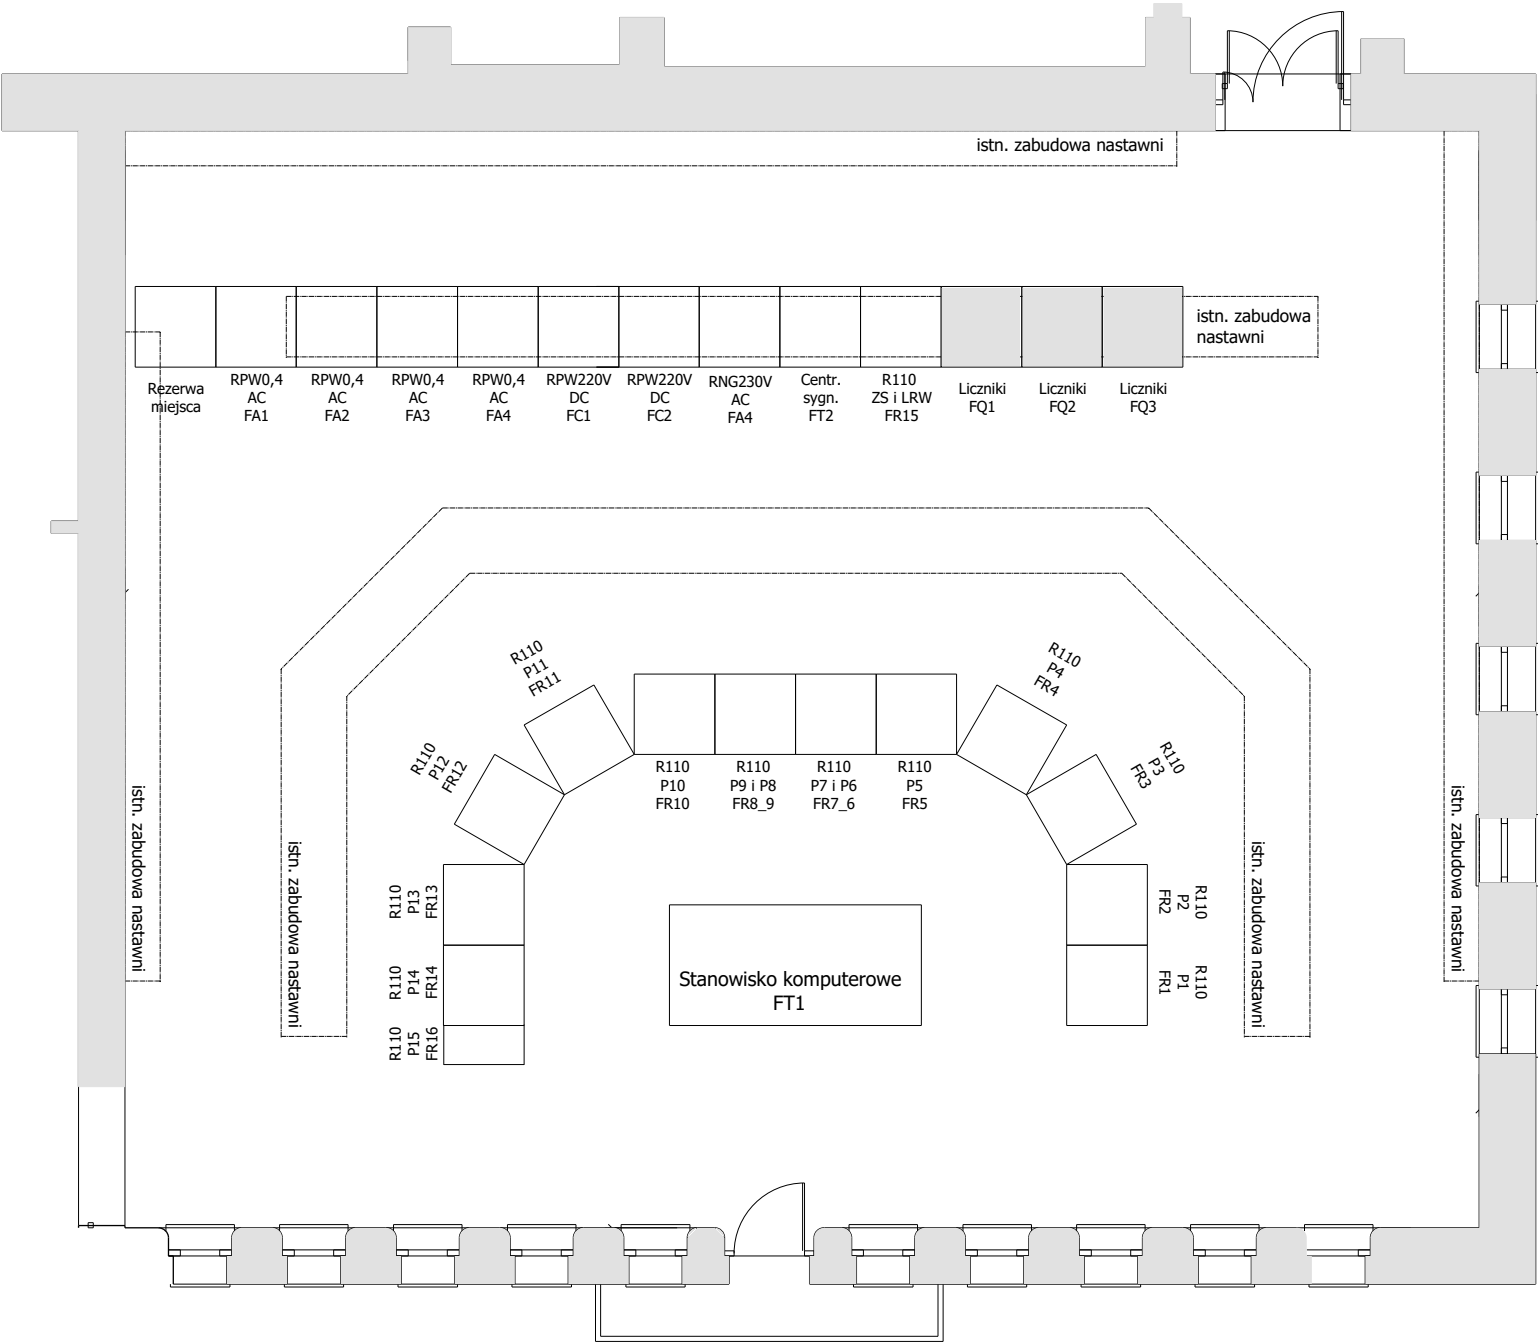 istn. zabudowa nastawni
istn. zabudowa
nastawni
Rezerwa
miejsca
RPW0,4
AC
FA1
RPW0,4
AC
FA2
RPW0,4
AC
FA3
RPW0,4
AC
FA4
RPW220V
DC
FC1
RPW220V
DC
FC2
RNG230V
AC
FA4
Centr.
sygn.
FT2
R110
ZS i LRW
FR15
Liczniki
FQ1
Liczniki
FQ2
Liczniki
FQ3
R110
P11
FR11
R110
P4
FR4
R110
P12
FR12
R110
P3
FR3
R110
P10
FR10
R110
P9 i P8
FR8_9
R110
P7 i P6
FR7_6
R110
P5
FR5
istn. zabudowa nastawni
istn. zabudowa nastawni
istn. zabudowa nastawni
istn. zabudowa nastawni
R110
P13
FR13
R110
P2
FR2
R110
P14
FR14
R110
P1
FR1
R110
P15
FR16
Stanowisko komputerowe
FT1